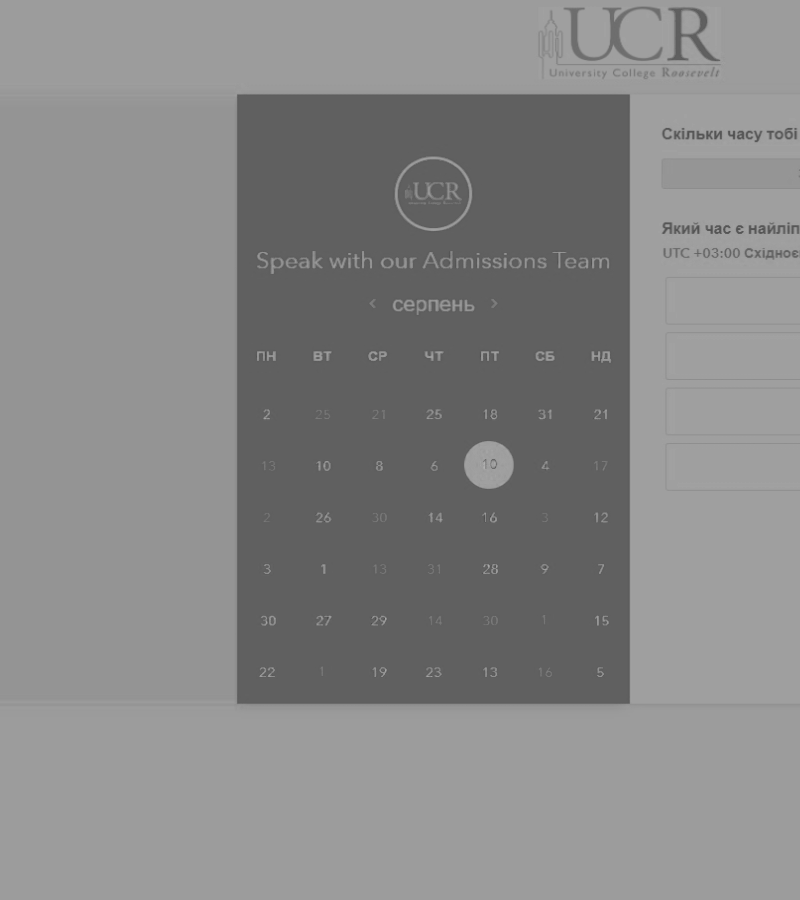 UCR
University College Roosevelt
Скільки часу тобі
UCR
Який час є найліп
Speak with our Admissions Team
UTC +03:00 Східноє
< серпень >
ПН ВТ СР ЧТ ПТ СБ НД
2 25 21 25 18 31 21
13 10 8 6 10 4 17
2 26 30 14 16 3 12
3 1 13 31 28 9 7
30 27 29 14 30 1 15
22 1 19 23 13 16 5